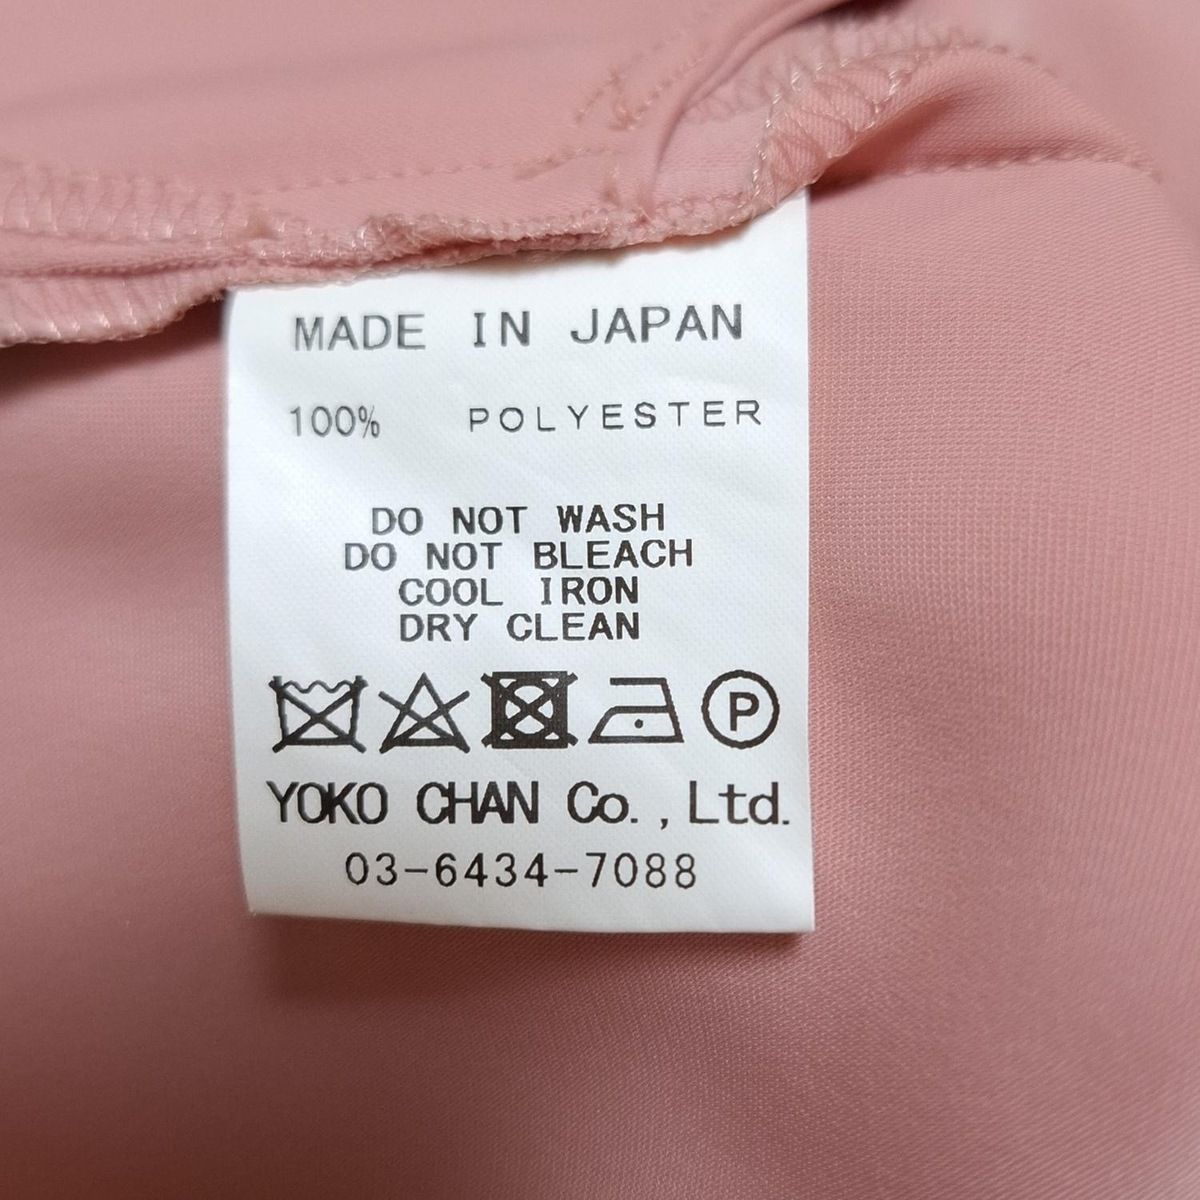 MADE IN JAPAN
100% POLYESTER
DO NOT WASH
DO NOT BLEACH
COOL IRON
DRY CLEAN
P
YOKO CHAN Co., Ltd.
03-6434-7088